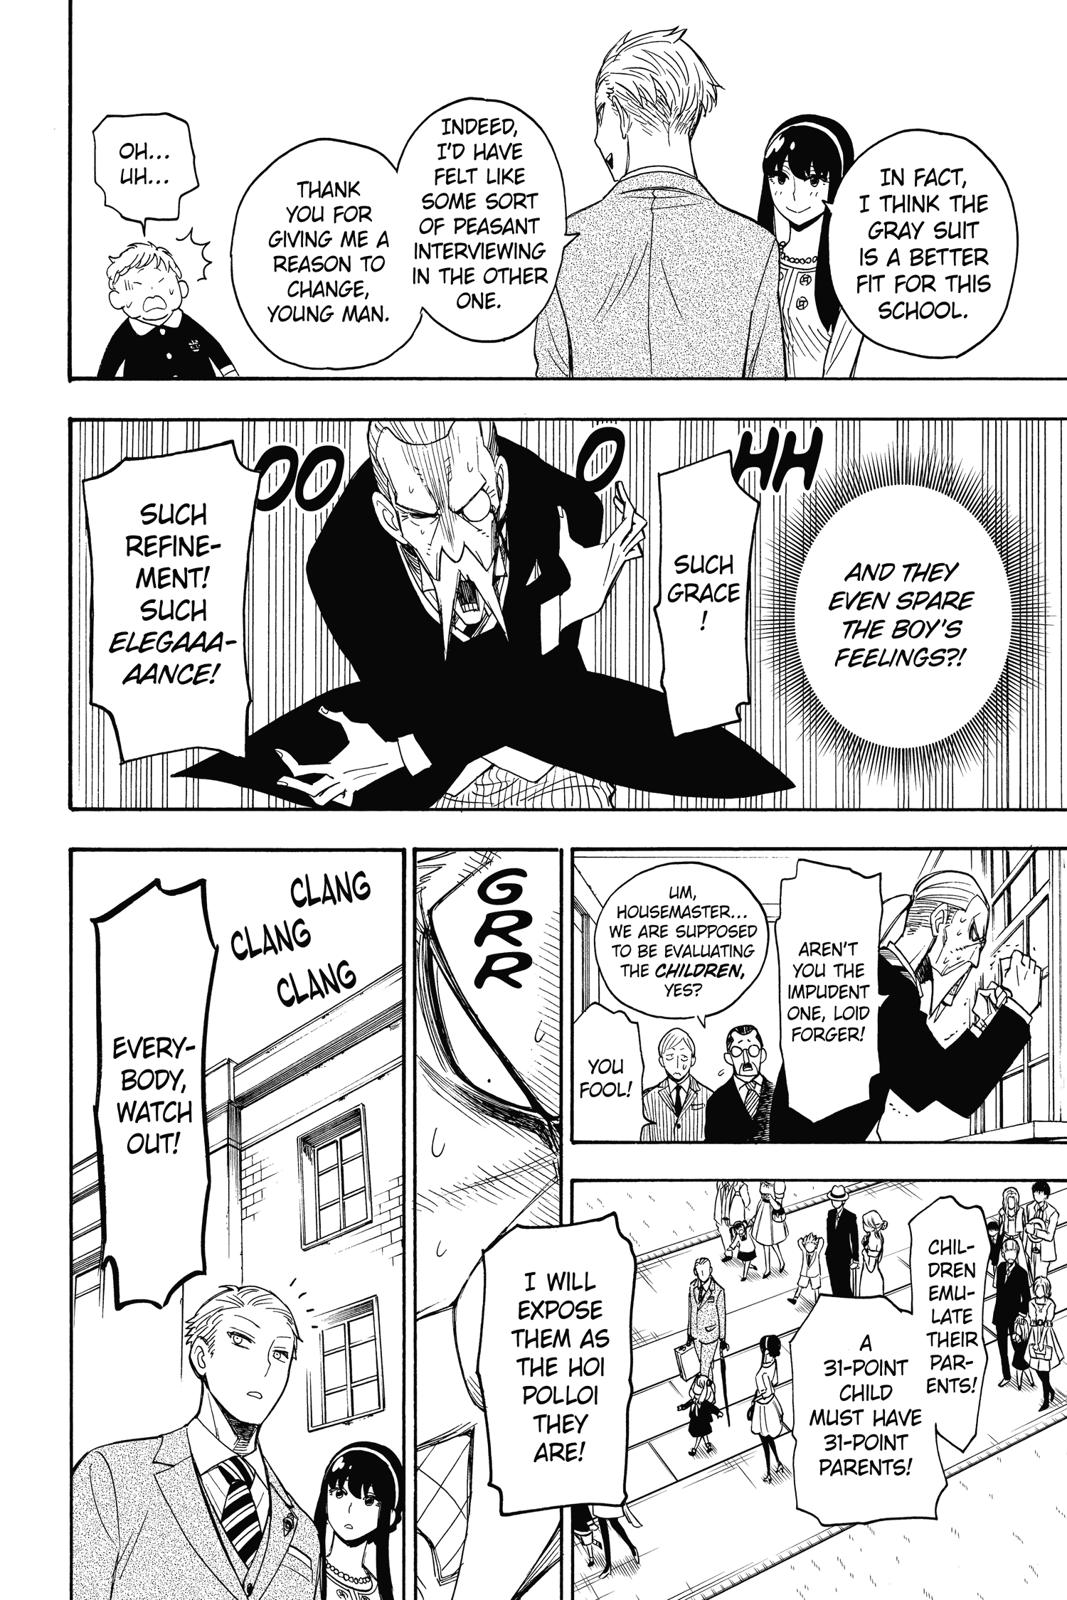 IN FACT,
I THINK THE
GRAY SUIT
IS A BETTER
FIT FOR THIS
SCHOOL.
INDEED,
I'D HAVE
FELT LIKE
SOME SORT
OF PEASANT
INTERVIEWING
IN THE OTHER
ONE.
THANK
YOU FOR
GIVING ME A
REASON TO
CHANGE,
YOUNG MAN.
OH...
UH...
AND THEY
EVEN SPARE
THE BOY'S
FEELINGS?!
OOOHH
SUCH
GRACE
!
SUCH
REFINE-
MENT!
SUCH
ELEGAAA-
AANCE!
AREN'T
YOU THE
IMPUDENT
ONE, LOID
FORGER!
UM,
HOUSEMASTER...
WE ARE SUPPOSED
TO BE EVALUATING
THE CHILDREN,
YES?
YOU
FOOL!
CHIL-
DREN
EMU-
LATE
THEIR
PAR-
ENTS!
A
31-POINT
CHILD
MUST HAVE
31-POINT
PARENTS!
GRR
I WILL
EXPOSE
THEM AS
THE HOI
POLLOI
THEY
ARE!
CLANG
CLANG
CLANG
EVERY-
BODY,
WATCH
OUT!